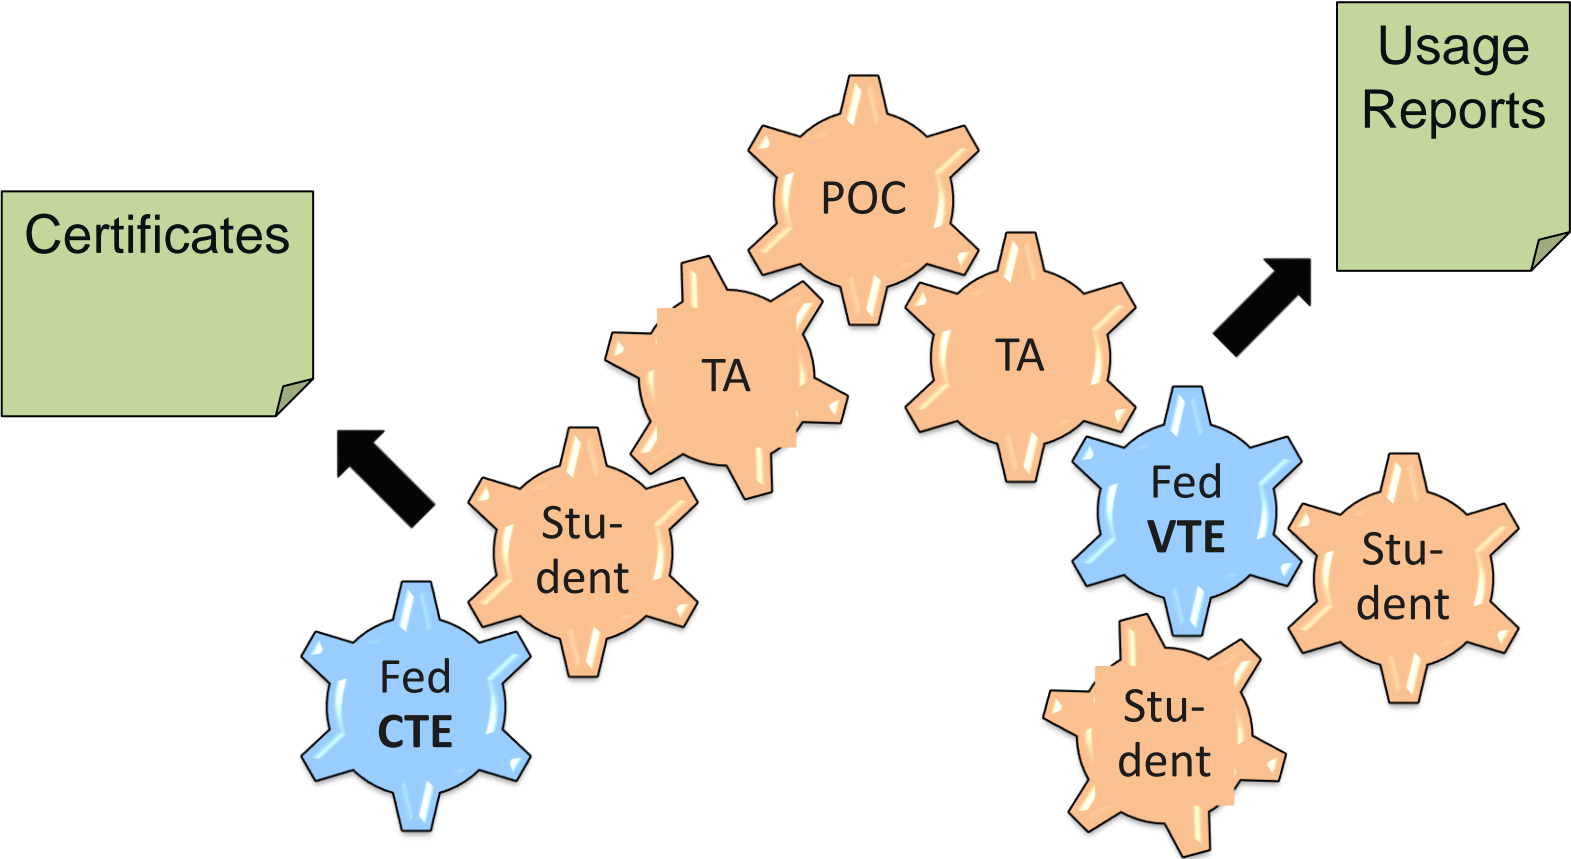 Usage
Reports
POC
Certificates
TA
TA
Fed
VTE
Stu-
dent
Stu-
dent
Fed
CTE
Stu-
dent